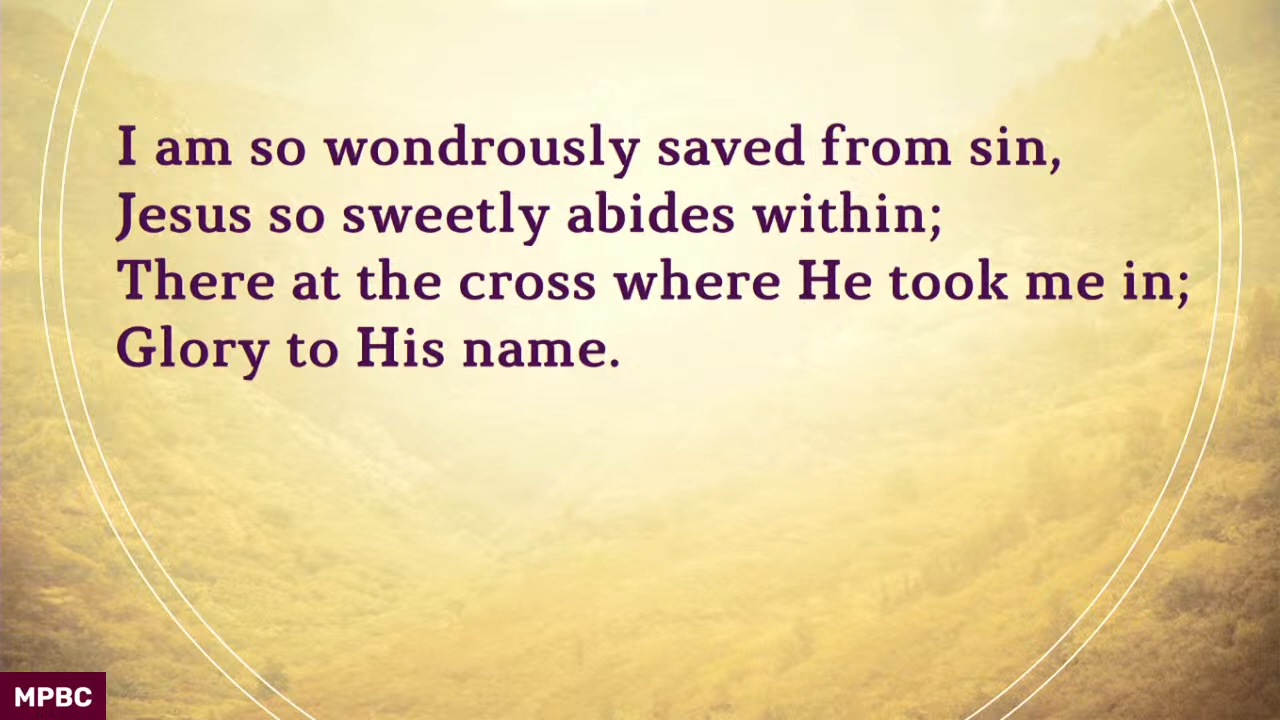 I am so wondrously saved from sin,
Jesus so sweetly abides within;
There at the cross where He took me in;
Glory to His name.
MPBC